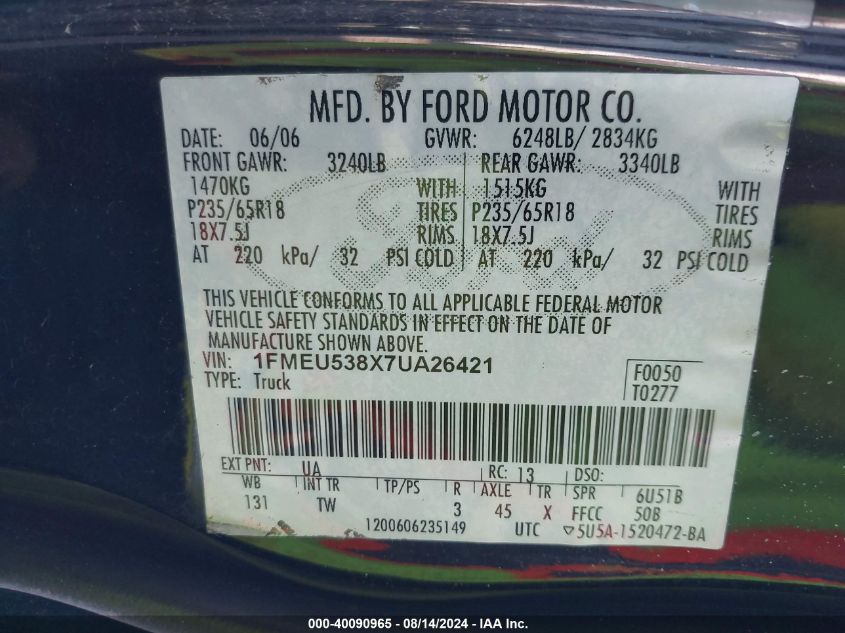 MFD. BY FORD MOTOR CO.
DATE: 06/06 GVWR: 6248LB/ 2834KG
FRONT GAWR: 3240LB REAR GAWR: 3340LB
1470KG WITH 1515KG WITH
P235/65R18 TIRES P235/65R18 TIRES
18X7.5J RIMS 18X7.5J RIMS
AT 220 kPa/ 32 PSI COLD AT 220 kPa/ 32 PSI COLD
Ford
THIS VEHICLE CONFORMS TO ALL APPLICABLE FEDERAL MOTOR
VEHICLE SAFETY STANDARDS IN EFFECT ON THE DATE OF
MANUFACTURE SHOWN ABOVE.
VIN: 1FMEU538X7UA26421
TYPE: Truck
F0050
T0277
EXT PNT: UA RC: 13 DSO:
WB INT TR TP/PS R AXLE TR SPR 6U51B
131 TW 3 45 X FFCC 50B
1200606235149 UTC ▽5U5A-1520472-BA
000-40090965 - 08/14/2024 - IAA Inc.